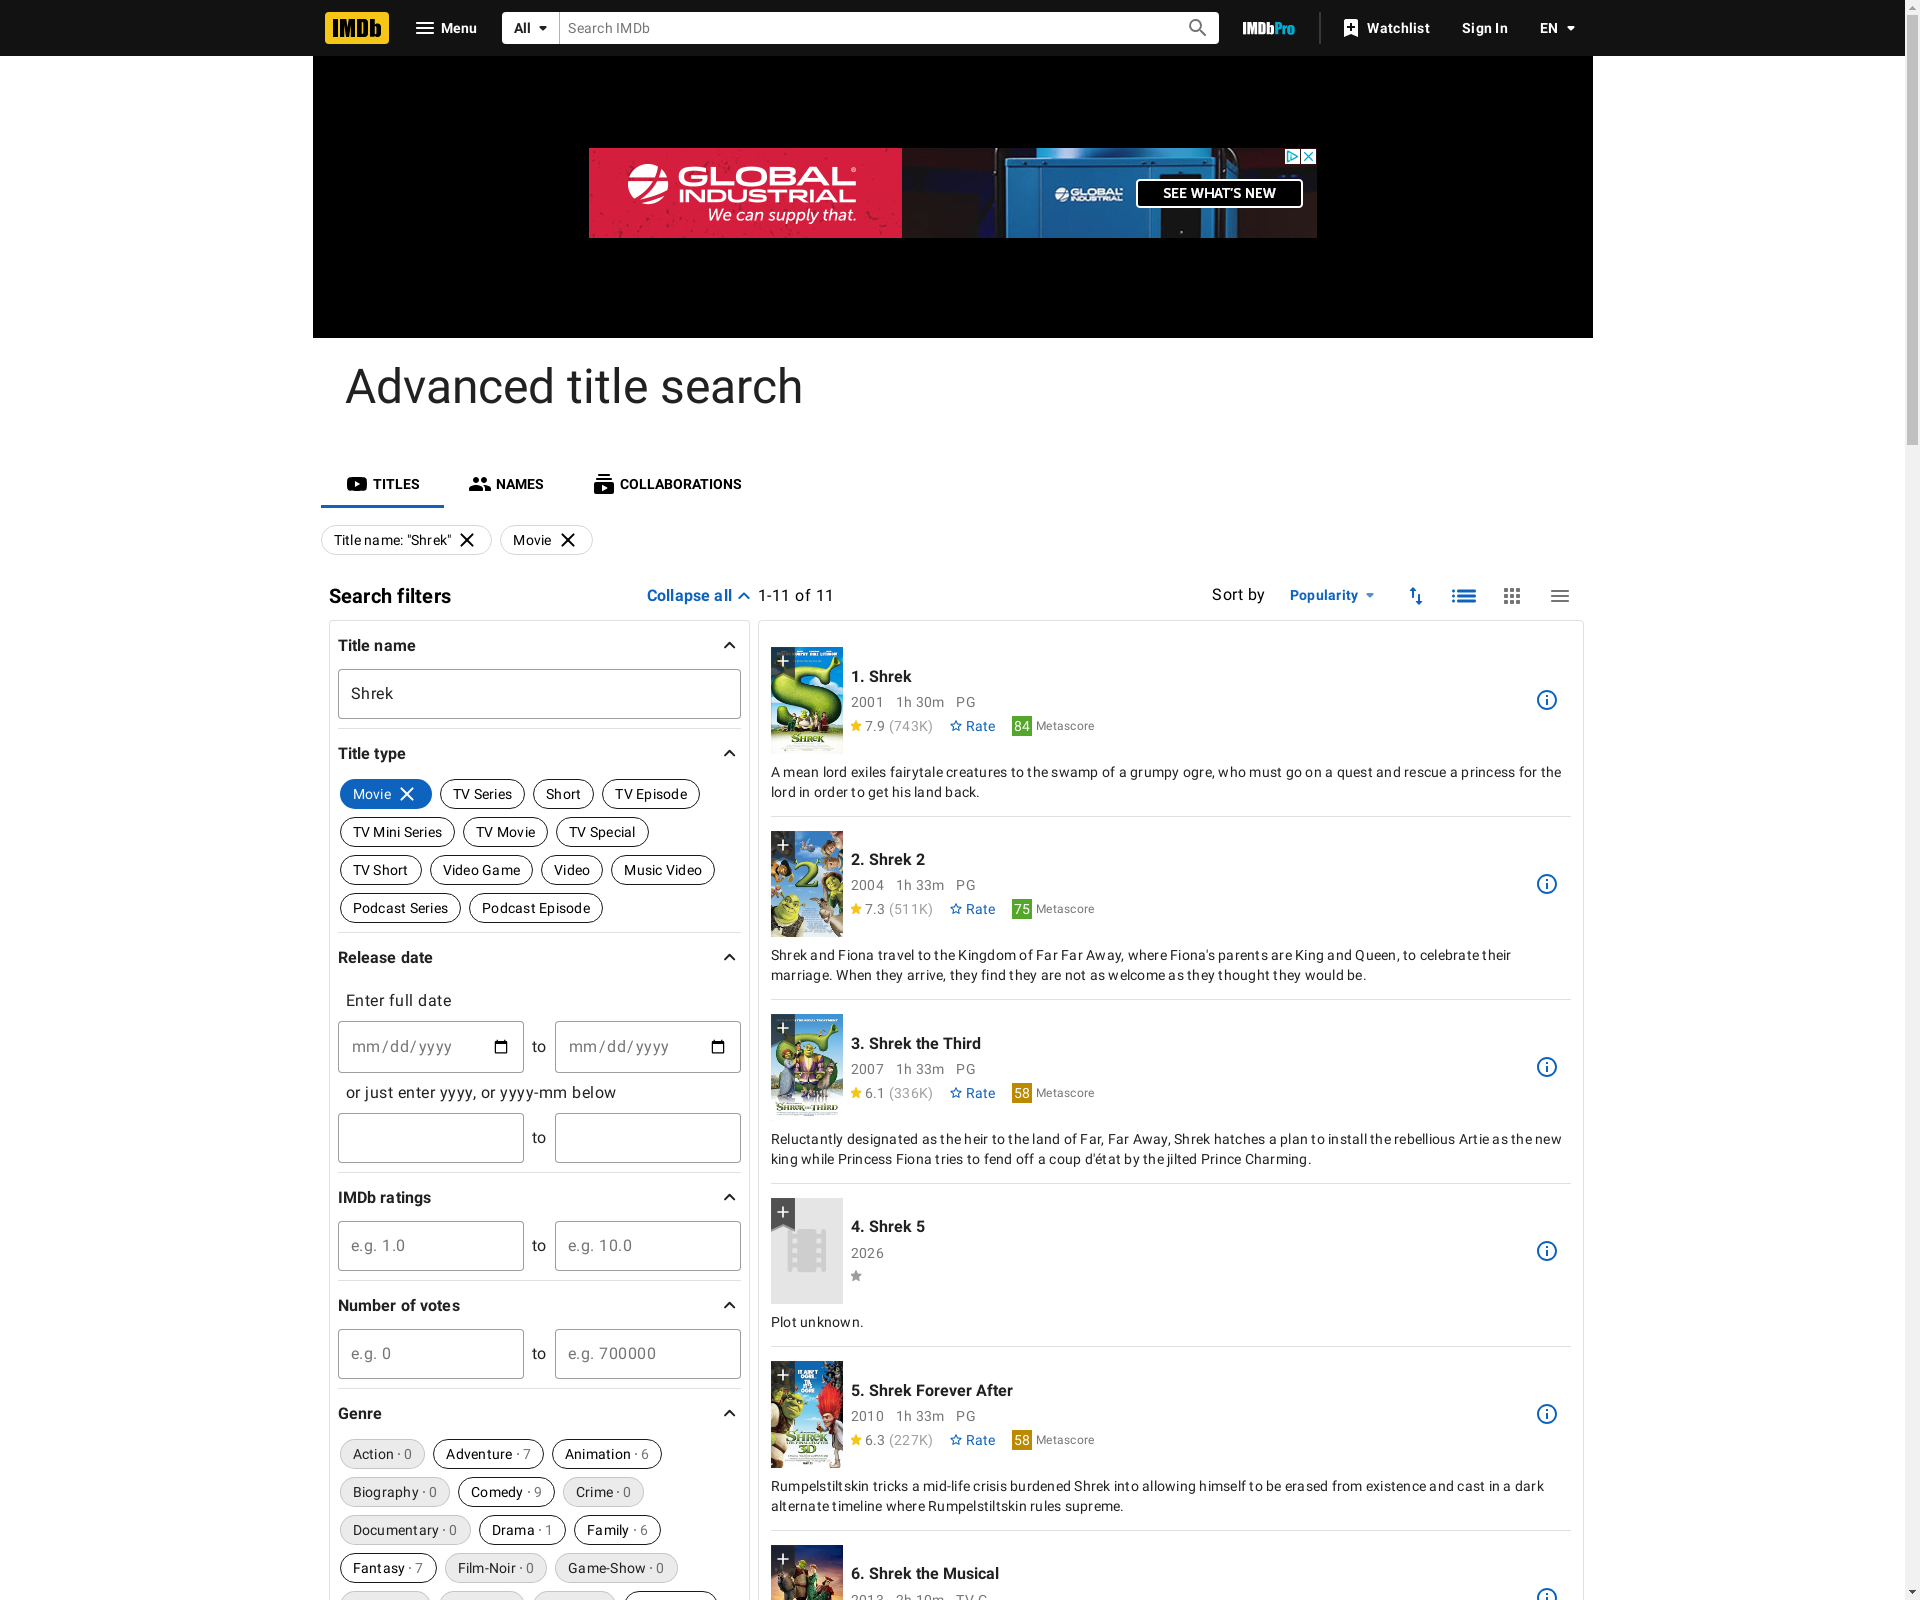 IMDb
Menu
All
Search IMDb
IMDbPro
Watchlist
Sign In
EN
GLOBAL
INDUSTRIAL
We can supply that.
GLOBAL
INDUSTRIAL
SEE WHAT'S NEW
Advanced title search
TITLES
NAMES
COLLABORATIONS
Title name: "Shrek"
Movie
Search filters
Collapse all
1-11 of 11
Sort by
Popularity
Title name
Shrek
Title type
Movie
TV Series
Short
TV Episode
TV Mini Series
TV Movie
TV Special
TV Short
Video Game
Video
Music Video
Podcast Series
Podcast Episode
Release date
Enter full date
mm/dd/yyyy
to
mm/dd/yyyy
or just enter yyyy, or yyyy-mm below
to
IMDb ratings
e.g. 1.0
to
e.g. 10.0
Number of votes
e.g. 0
to
e.g. 700000
Genre
Action · 0
Adventure · 7
Animation · 6
Biography · 0
Comedy · 9
Crime · 0
Documentary · 0
Drama · 1
Family · 6
Fantasy · 7
Film-Noir · 0
Game-Show · 0
SHREK
1. Shrek
2001 1h 30m PG
7.9 (743K) Rate 84 Metascore
A mean lord exiles fairytale creatures to the swamp of a grumpy ogre, who must go on a quest and rescue a princess for the
lord in order to get his land back.
2
2. Shrek 2
2004 1h 33m PG
7.3 (511K) Rate 75 Metascore
Shrek and Fiona travel to the Kingdom of Far Far Away, where Fiona's parents are King and Queen, to celebrate their
marriage. When they arrive, they find they are not as welcome as they thought they would be.
SHREK THE THIRD
3. Shrek the Third
2007 1h 33m PG
6.1 (336K) Rate 58 Metascore
Reluctantly designated as the heir to the land of Far, Far Away, Shrek hatches a plan to install the rebellious Artie as the new
king while Princess Fiona tries to fend off a coup d'état by the jilted Prince Charming.
4. Shrek 5
2026
Plot unknown.
IT AIN'T
OGRE
SHREK
3D
5. Shrek Forever After
2010 1h 33m PG
6.3 (227K) Rate 58 Metascore
Rumpelstiltskin tricks a mid-life crisis burdened Shrek into allowing himself to be erased from existence and cast in a dark
alternate timeline where Rumpelstiltskin rules supreme.
6. Shrek the Musical
2013 2h 10m TV-G